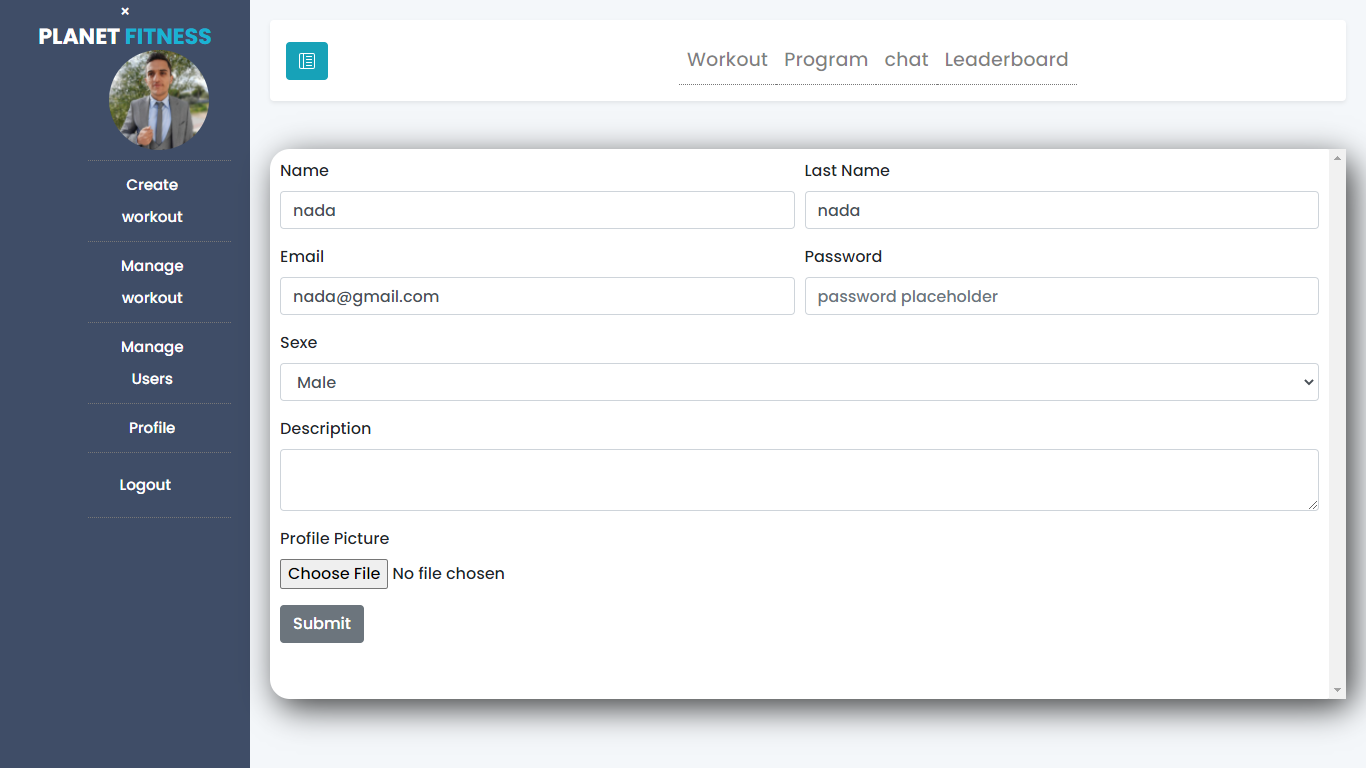 ×
PLANET FITNESS
Create
workout
Manage
workout
Manage
Users
Profile
Logout
Workout Program chat Leaderboard
Name Last Name
nada nada
Email Password
nada@gmail.com password placeholder
Sexe
Male
Description
Profile Picture
Choose File No file chosen
Submit